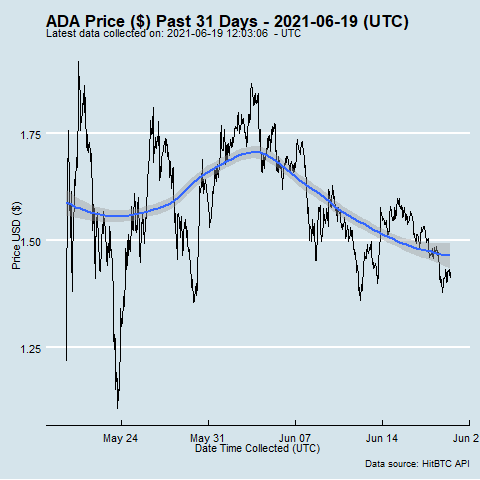 ADA Price ($) Past 31 Days - 2021-06-19 (UTC)
Latest data collected on: 2021-06-19 12:03:06 - UTC
1.75
1.50
1.25
Price USD ($)
May 24
May 31
Jun 07
Jun 14
Jun 2
Date Time Collected (UTC)
Data source: HitBTC API